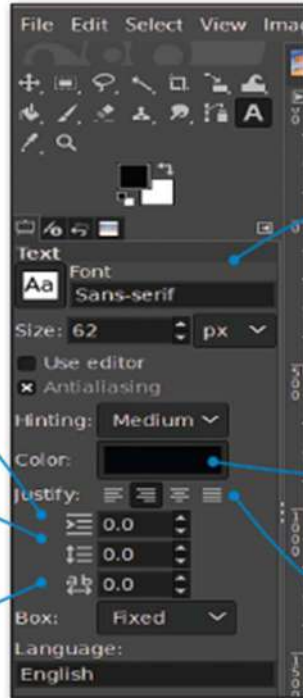 File Edit Select View Ima
A
Text
Aa
Font
Sans-serif
Size: 62 px
Use editor
Antialiasing
Hinting: Medium
Color:
Justify:
0.0
0.0
ab 0.0
Box: Fixed
Language:
English